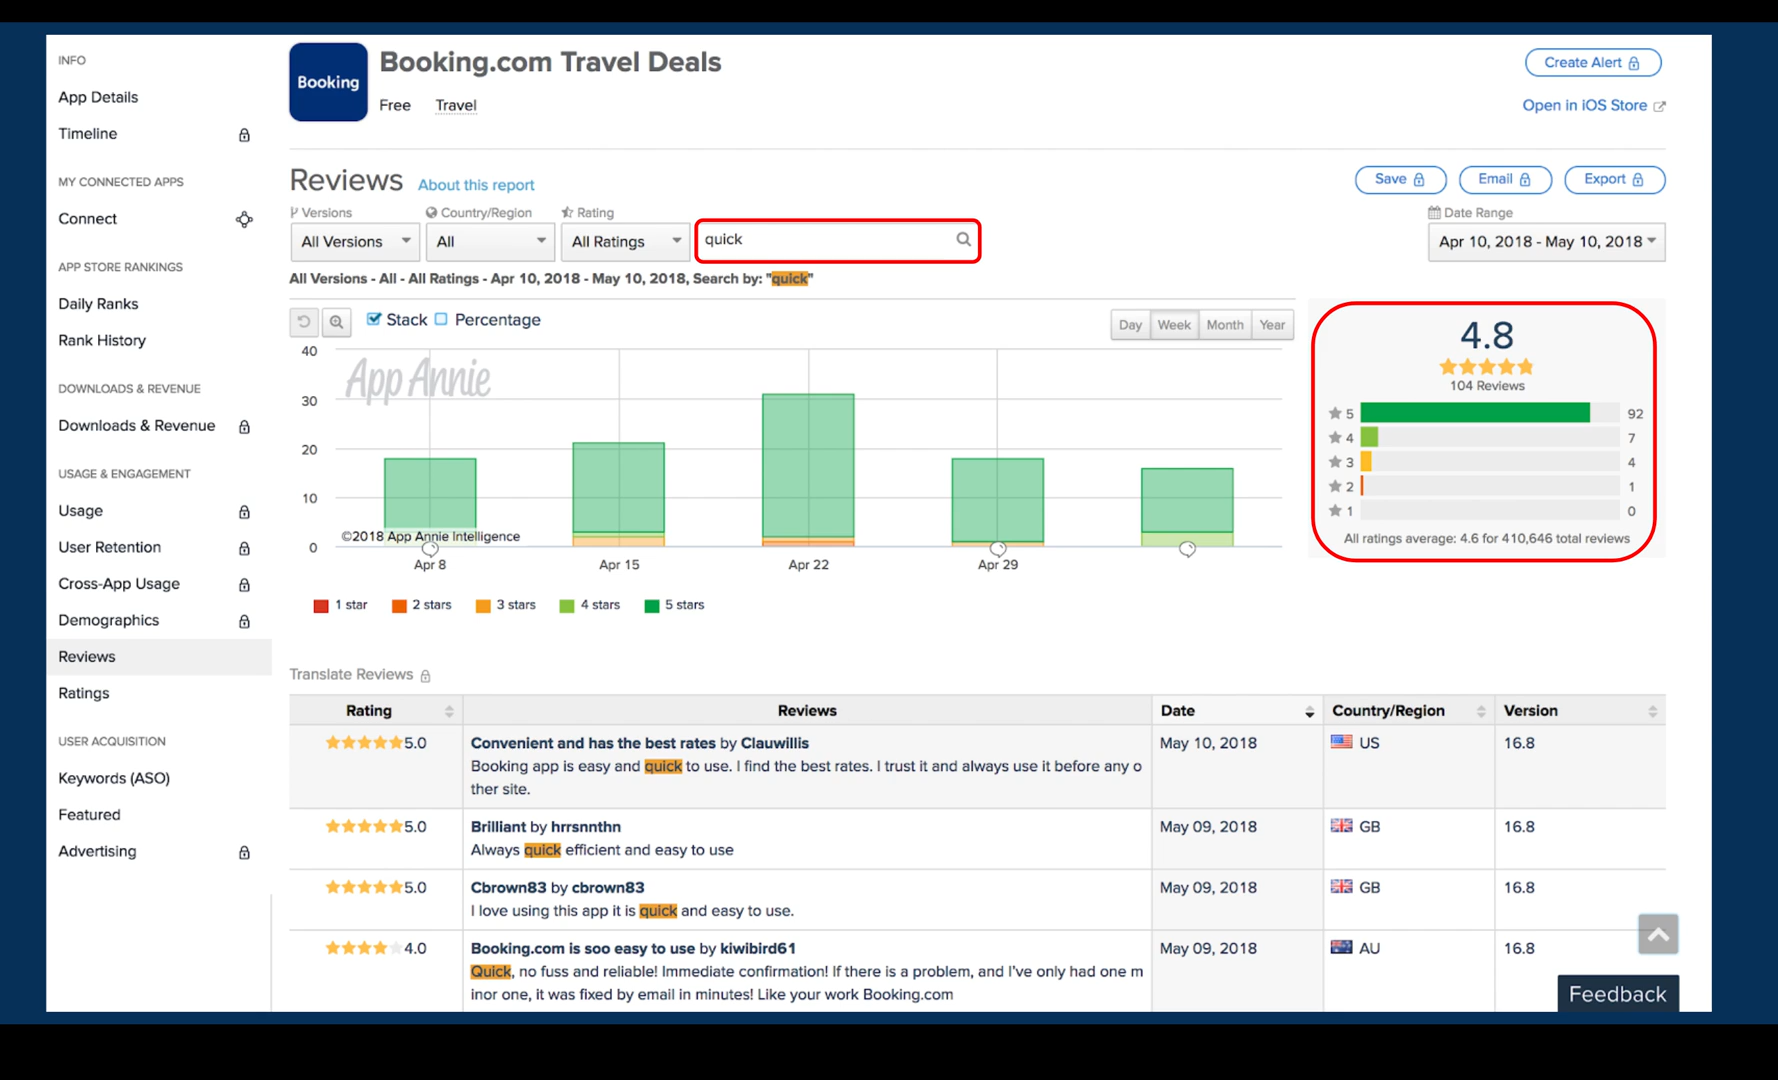 INFO
App Details
Timeline
MY CONNECTED APPS
Connect
APP STORE RANKINGS
Daily Ranks
Rank History
DOWNLOADS & REVENUE
Downloads & Revenue
USAGE & ENGAGEMENT
Usage
User Retention
Cross-App Usage
Demographics
Reviews
Ratings
USER ACQUISITION
Keywords (ASO)
Featured
Advertising
Booking
Booking.com Travel Deals
Free Travel
Create Alert
Open in iOS Store
Reviews About this report
Save Email Export
Versions Country/Region Rating
Date Range
All Versions All All Ratings quick
Apr 10, 2018 - May 10, 2018
All Versions - All - All Ratings - Apr 10, 2018 - May 10, 2018, Search by: "quick"
Stack Percentage
Day Week Month Year
App Annie
40
30
20
10
0
©2018 App Annie Intelligence
Apr 8 Apr 15 Apr 22 Apr 29
1 star 2 stars 3 stars 4 stars 5 stars
4.8
104 Reviews
5 92
4 7
3 4
2 1
1 0
All ratings average: 4.6 for 410,646 total reviews
Translate Reviews
Rating Reviews Date Country/Region Version
5.0 Convenient and has the best rates by Clauwillis May 10, 2018 US 16.8
Booking app is easy and quick to use. I find the best rates. I trust it and always use it before any o
ther site.
5.0 Brilliant by hrrsnnthn May 09, 2018 GB 16.8
Always quick efficient and easy to use
5.0 Cbrown83 by cbrown83 May 09, 2018 GB 16.8
I love using this app it is quick and easy to use.
4.0 Booking.com is soo easy to use by kiwibird61 May 09, 2018 AU 16.8
Quick, no fuss and reliable! Immediate confirmation! If there is a problem, and I've only had one m
inor one, it was fixed by email in minutes! Like your work Booking.com
Feedback